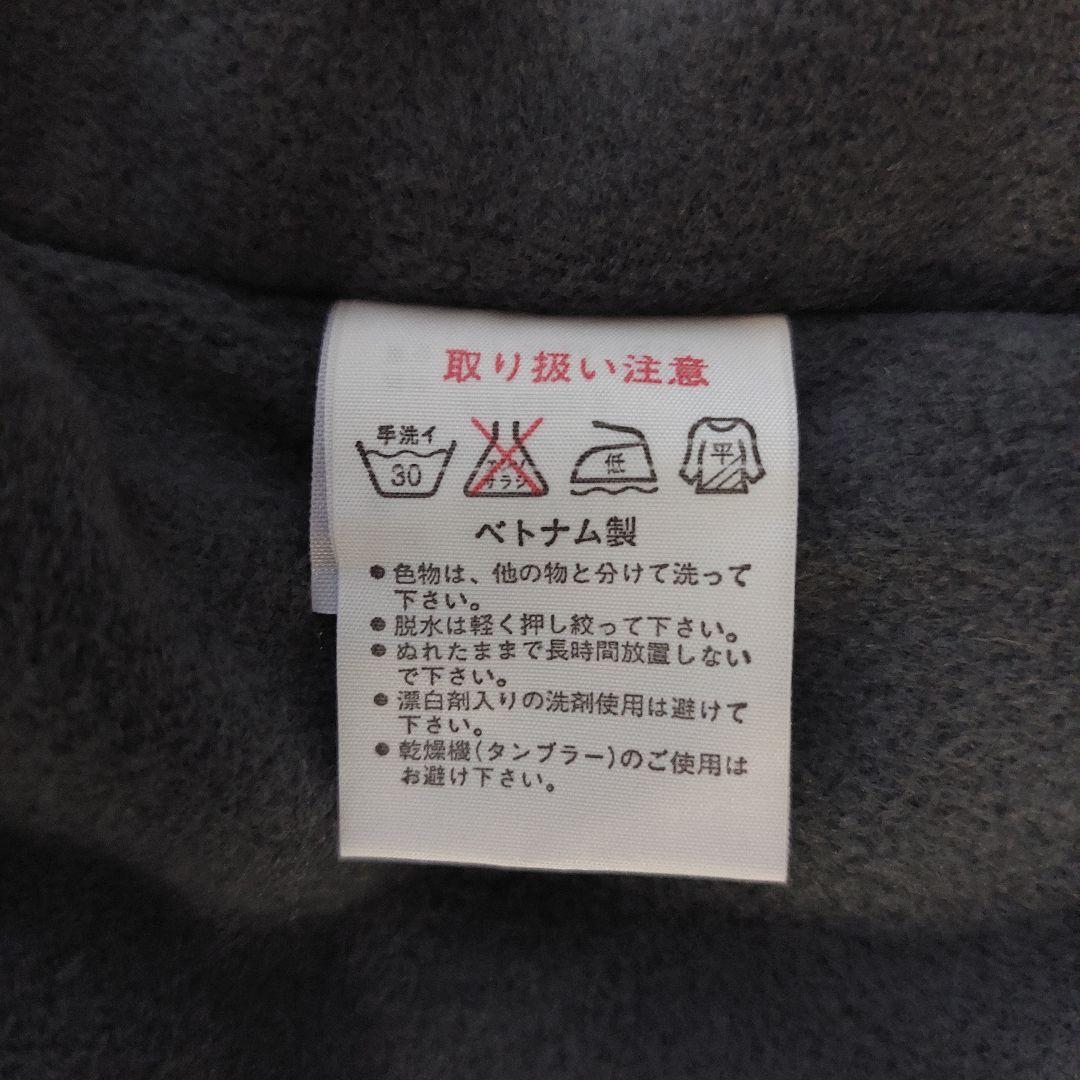 取り扱い注意
手洗イ
30
エンソ
サラシ
低
平
ベトナム製
●色物は、他の物と分けて洗って
下さい。
●脱水は軽く押し絞って下さい。
●ぬれたままで長時間放置しない
で下さい。
●漂白剤入りの洗剤使用は避けて
下さい。
●乾燥機(タンブラー)のご使用は
お避け下さい。